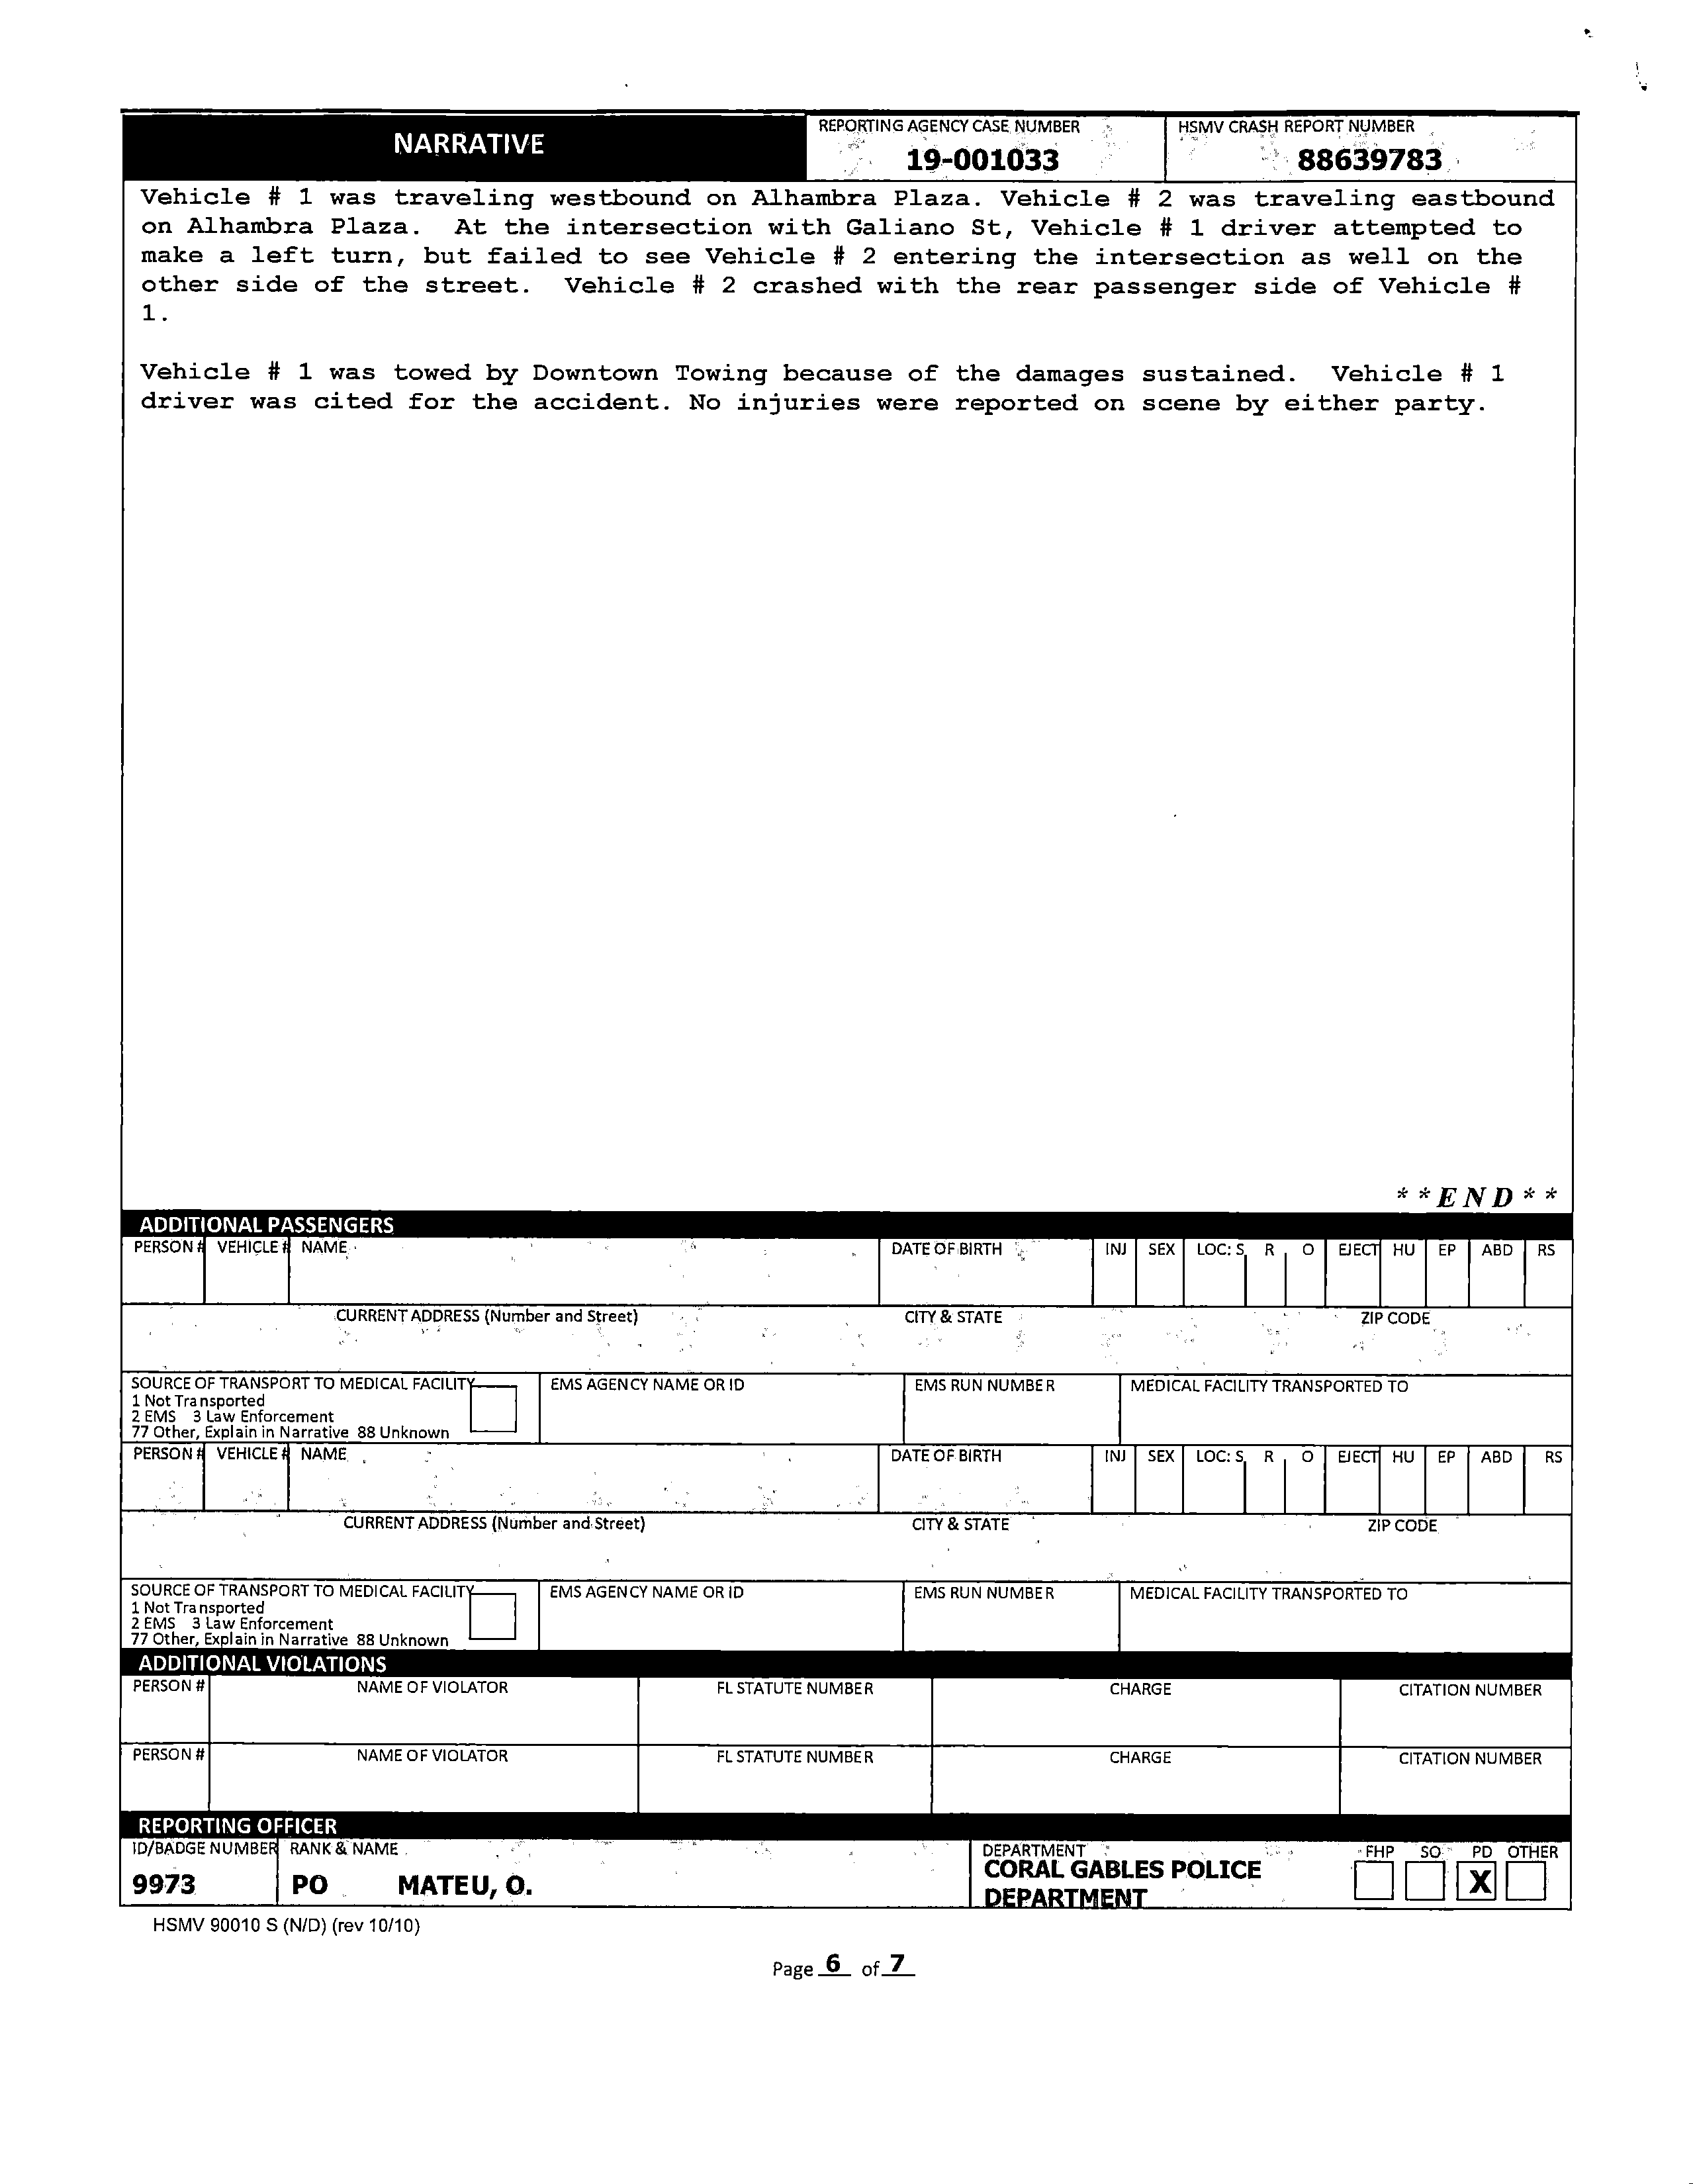 NARRATIVE
REPORTING AGENCY CASE NUMBER
19-001033
HSMV CRASH REPORT NUMBER
88639783
Vehicle # 1 was traveling westbound on Alhambra Plaza. Vehicle # 2 was traveling eastbound
on Alhambra Plaza. At the intersection with Galiano St, Vehicle # 1 driver attempted to
make a left turn, but failed to see Vehicle # 2 entering the intersection as well on the
other side of the street. Vehicle # 2 crashed with the rear passenger side of Vehicle #
1.
Vehicle # 1 was towed by Downtown Towing because of the damages sustained. Vehicle # 1
driver was cited for the accident. No injuries were reported on scene by either party.
**END**
ADDITIONAL PASSENGERS
PERSON # VEHICLE # NAME DATE OF BIRTH INJ SEX LOC: S R O EJECT HU EP ABD RS
CURRENT ADDRESS (Number and Street) CITY & STATE ZIP CODE
SOURCE OF TRANSPORT TO MEDICAL FACILITY
1 Not Transported
2 EMS 3 Law Enforcement
77 Other, Explain in Narrative 88 Unknown
EMS AGENCY NAME OR ID
EMS RUN NUMBER
MEDICAL FACILITY TRANSPORTED TO
PERSON # VEHICLE # NAME DATE OF BIRTH INJ SEX LOC: S R O EJECT HU EP ABD RS
CURRENT ADDRESS (Number and Street) CITY & STATE ZIP CODE
SOURCE OF TRANSPORT TO MEDICAL FACILITY
1 Not Transported
2 EMS 3 Law Enforcement
77 Other, Explain in Narrative 88 Unknown
EMS AGENCY NAME OR ID
EMS RUN NUMBER
MEDICAL FACILITY TRANSPORTED TO
ADDITIONAL VIOLATIONS
PERSON # NAME OF VIOLATOR FL STATUTE NUMBER CHARGE CITATION NUMBER
PERSON # NAME OF VIOLATOR FL STATUTE NUMBER CHARGE CITATION NUMBER
REPORTING OFFICER
ID/BADGE NUMBER
9973
RANK & NAME
PO MATEU, O.
DEPARTMENT
CORAL GABLES POLICE
DEPARTMENT
FHP SO PD OTHER
X
HSMV 90010 S (N/D) (rev 10/10)
Page 6 of 7